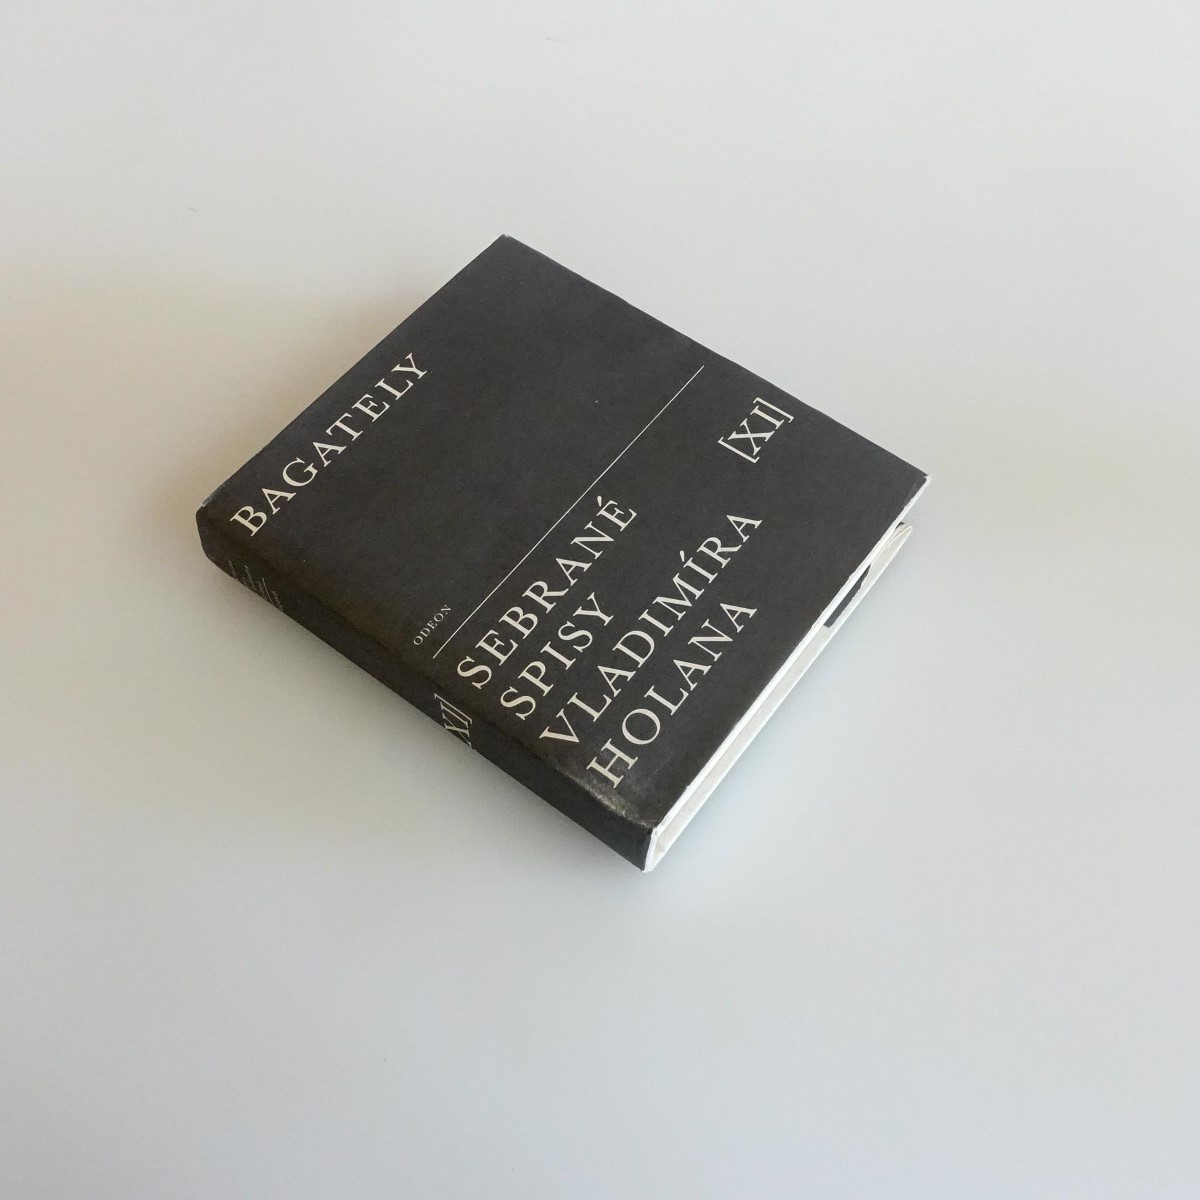 BAGATELY
ODEON
SEBRANÉ [XI]
SPISY
VLADIMÍRA
HOLANA
[XI]